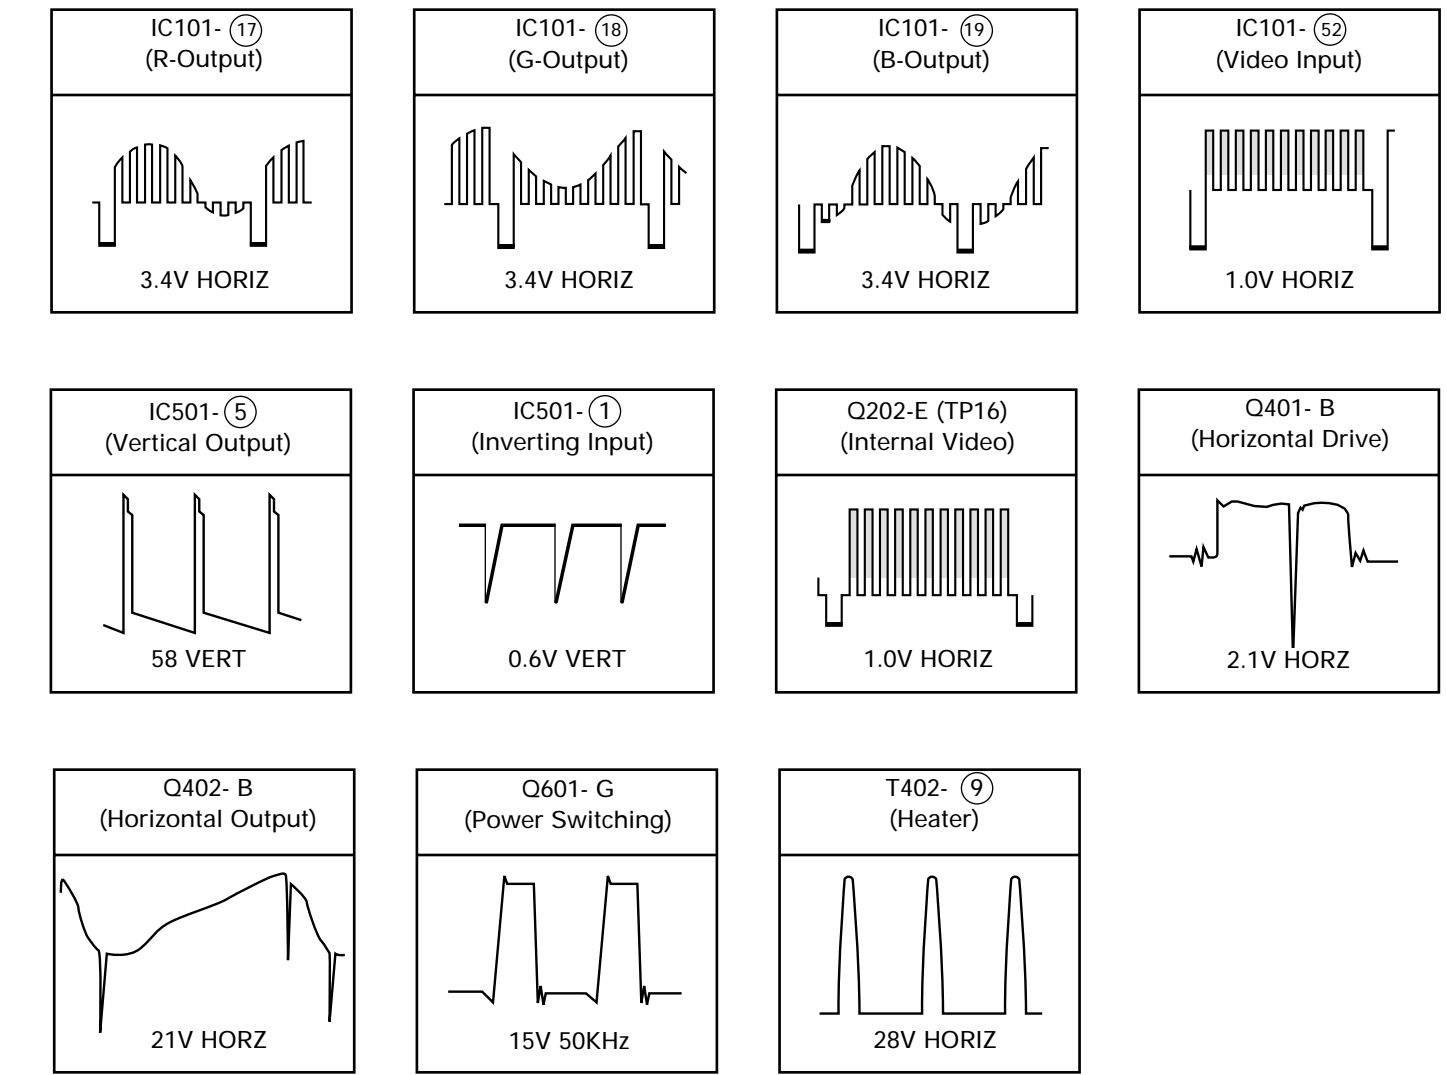 IC101- 17
(R-Output)
3.4V HORIZ
IC101- 18
(G-Output)
3.4V HORIZ
IC101- 19
(B-Output)
3.4V HORIZ
IC101- 52
(Video Input)
1.0V HORIZ
IC501- 5
(Vertical Output)
58 VERT
IC501- 1
(Inverting Input)
0.6V VERT
Q202-E (TP16)
(Internal Video)
1.0V HORIZ
Q401- B
(Horizontal Drive)
2.1V HORZ
Q402- B
(Horizontal Output)
21V HORZ
Q601- G
(Power Switching)
15V 50KHz
T402- 9
(Heater)
28V HORIZ